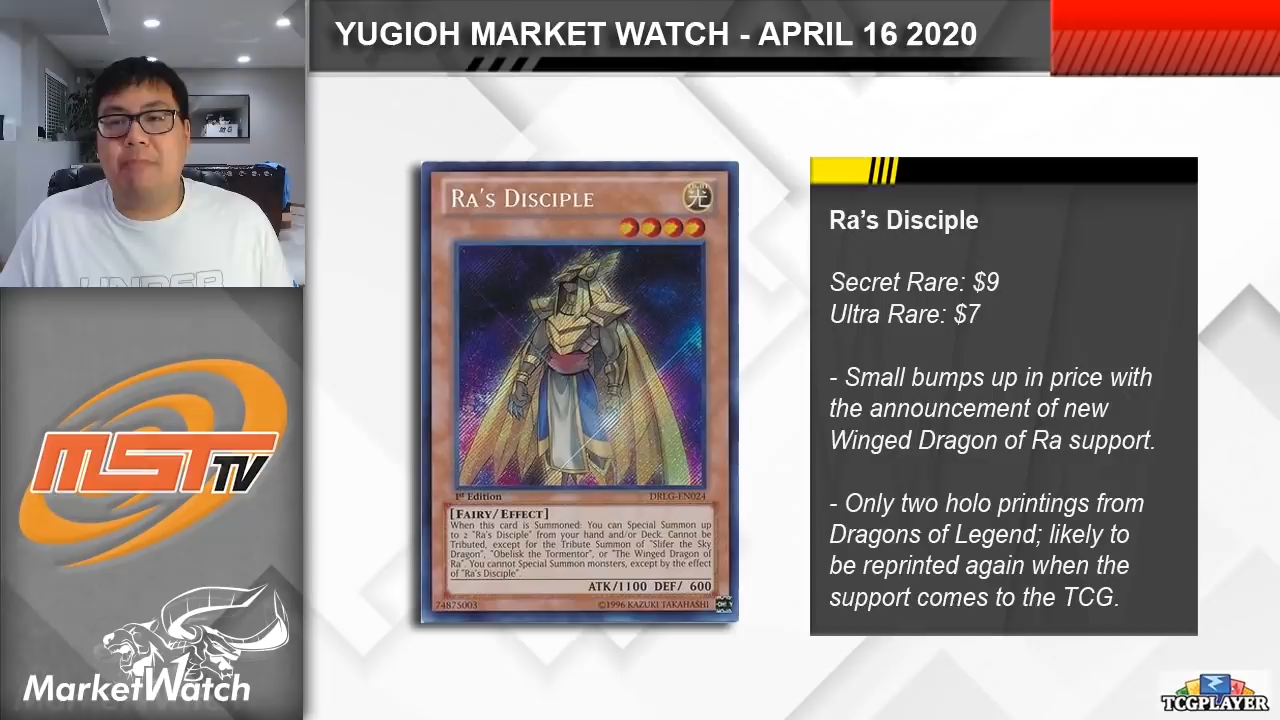 YUGIOH MARKET WATCH - APRIL 16 2020
UNDER
MSTTV
MarketWatch
RA'S DISCIPLE
光
1st Edition
DRLG-EN024
[FAIRY/EFFECT]
When this card is Summoned: You can Special Summon up
to 2 "Ra's Disciple" from your hand and/or Deck. Cannot be
Tributed, except for the Tribute Summon of "Slifer the Sky
Dragon", "Obelisk the Tormentor", or "The Winged Dragon of
Ra". You cannot Special Summon monsters, except by the effect
of "Ra's Disciple".
ATK/1100 DEF/ 600
74875003
©1996 KAZUKI TAKAHASHI
Ra's Disciple
Secret Rare: $9
Ultra Rare: $7
- Small bumps up in price with
the announcement of new
Winged Dragon of Ra support.
- Only two holo printings from
Dragons of Legend; likely to
be reprinted again when the
support comes to the TCG.
TCGPLAYER